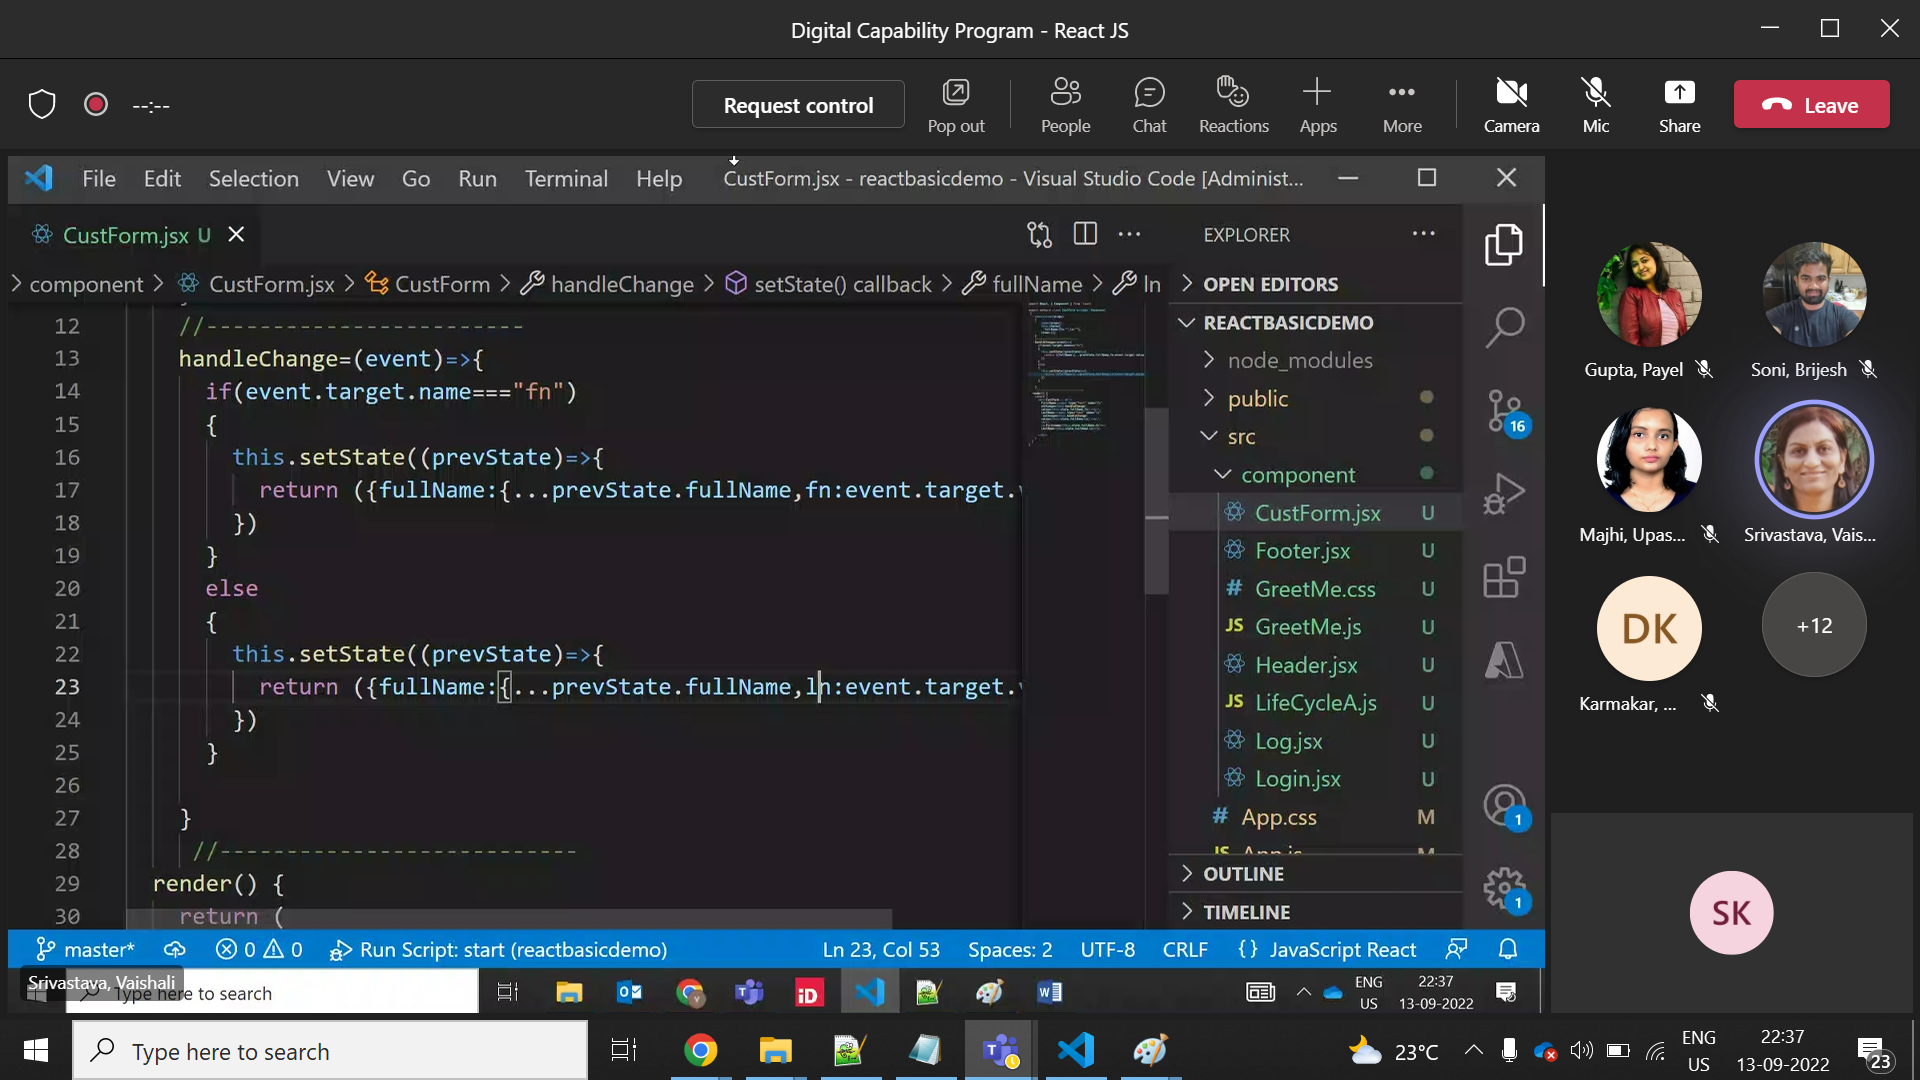 Digital Capability Program - React JS
--:--
Request control
Pop out
People
Chat
Reactions
Apps
More
Camera
Mic
Share
Leave
File Edit Selection View Go Run Terminal Help
CustForm.jsx - reactbasicdemo - Visual Studio Code [Administ...
CustForm.jsx U
component > CustForm.jsx > CustForm > handleChange > setState() callback > fullName > ln
12 //------------------------
13 handleChange=(event)=>{
14 if(event.target.name==="fn")
15 {
16 this.setState((prevState)=>{
17 return ({fullName:{...prevState.fullName,fn:event.target.
18 })
19 }
20 else
21 {
22 this.setState((prevState)=>{
23 return ({fullName:{...prevState.fullName,ln:event.target.
24 })
25 }
26
27 }
28 //---------------------------
29 render() {
30 return (
EXPLORER
OPEN EDITORS
REACTBASICDEMO
node_modules
public
src
component
CustForm.jsx U
Footer.jsx U
GreetMe.css U
GreetMe.js U
Header.jsx U
LifeCycleA.js U
Log.jsx U
Login.jsx U
App.css M
App.js M
OUTLINE
TIMELINE
16
1
1
master* 0 0 Run Script: start (reactbasicdemo)
Ln 23, Col 53 Spaces: 2 UTF-8 CRLF {} JavaScript React
Srivastava, Vaishali
Type here to search
ENG
US
22:37
13-09-2022
Gupta, Payel
Soni, Brijesh
Majhi, Upas...
Srivastava, Vais...
DK
+12
Karmakar, ...
SK
Type here to search
23°C
ENG
US
22:37
13-09-2022
23